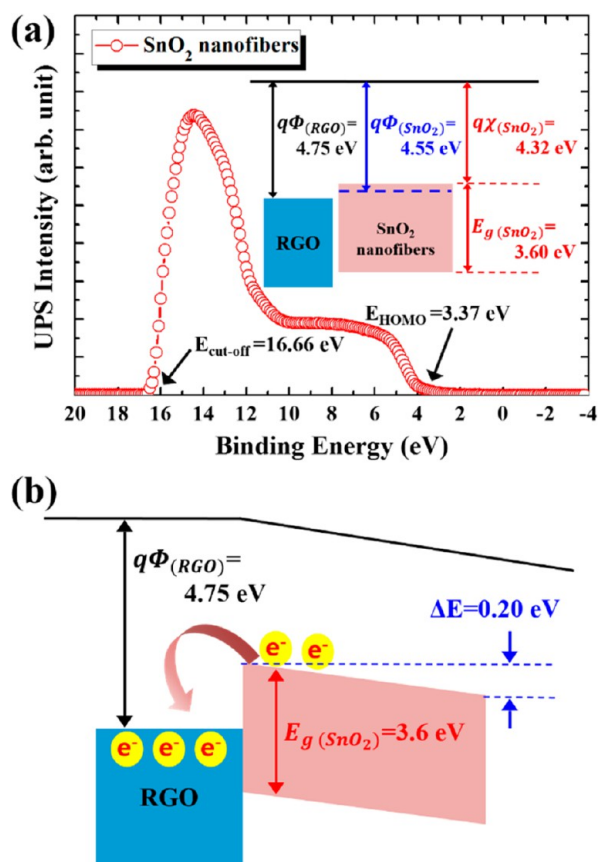 (a)
SnO2 nanofibers
UPS Intensity (arb. unit)
qΦ(RGO)=
4.75 eV
qΦ(SnO2)=
4.55 eV
qχ(SnO2)=
4.32 eV
RGO
SnO2
nanofibers
Eg(SnO2)=
3.60 eV
EHOMO=3.37 eV
Ecut-off=16.66 eV
20 18 16 14 12 10 8 6 4 2 0 -2 -4
Binding Energy (eV)
(b)
qΦ(RGO)=
4.75 eV
ΔE=0.20 eV
e- e-
Eg (SnO2)=3.6 eV
e- e- e-
RGO